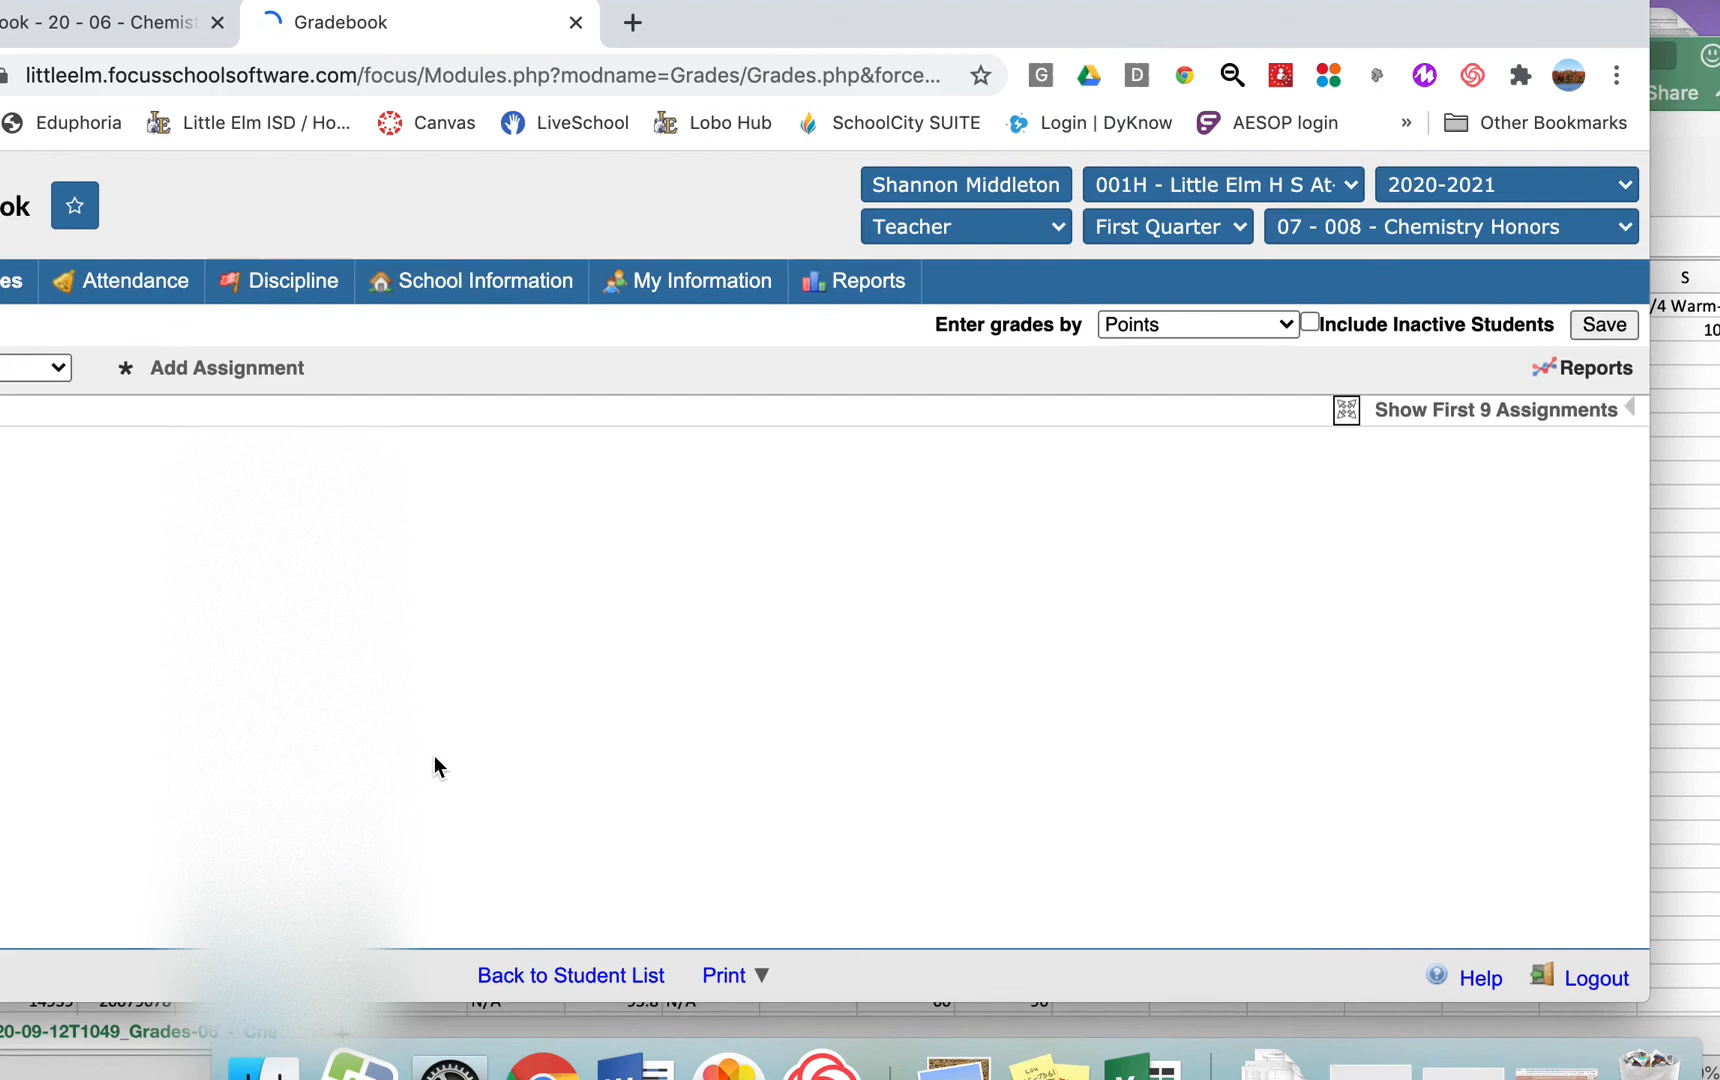 ook - 20 - 06 - Chemist
Gradebook
littleelm.focusschoolsoftware.com/focus/Modules.php?modname=Grades/Grades.php&force...
G
D
Share
Eduphoria
Little Elm ISD / Ho...
Canvas
LiveSchool
Lobo Hub
SchoolCity SUITE
Login | DyKnow
AESOP login
»
Other Bookmarks
ok
Shannon Middleton
001H - Little Elm H S At-
2020-2021
Teacher
First Quarter
07 - 008 - Chemistry Honors
es
Attendance
Discipline
School Information
My Information
Reports
S
/4 Warm-
10
Enter grades by
Points
Include Inactive Students
Save
* Add Assignment
Reports
Show First 9 Assignments
Back to Student List
Print ▼
Help
Logout
N/A
N/A
20-09-12T1049_Grades-06 - Che